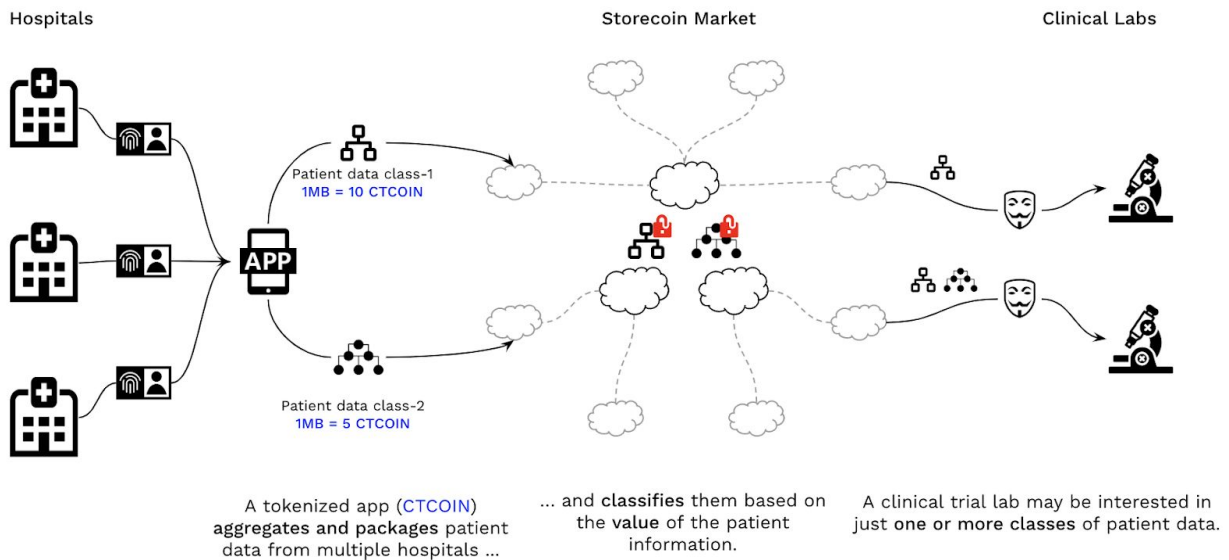 Hospitals
Storecoin Market
Clinical Labs
Patient data class-1
1MB = 10 CTCOIN
APP
Patient data class-2
1MB = 5 CTCOIN
A tokenized app (CTCOIN)
aggregates and packages patient
data from multiple hospitals ...
... and classifies them based on
the value of the patient
information.
A clinical trial lab may be interested in
just one or more classes of patient data.